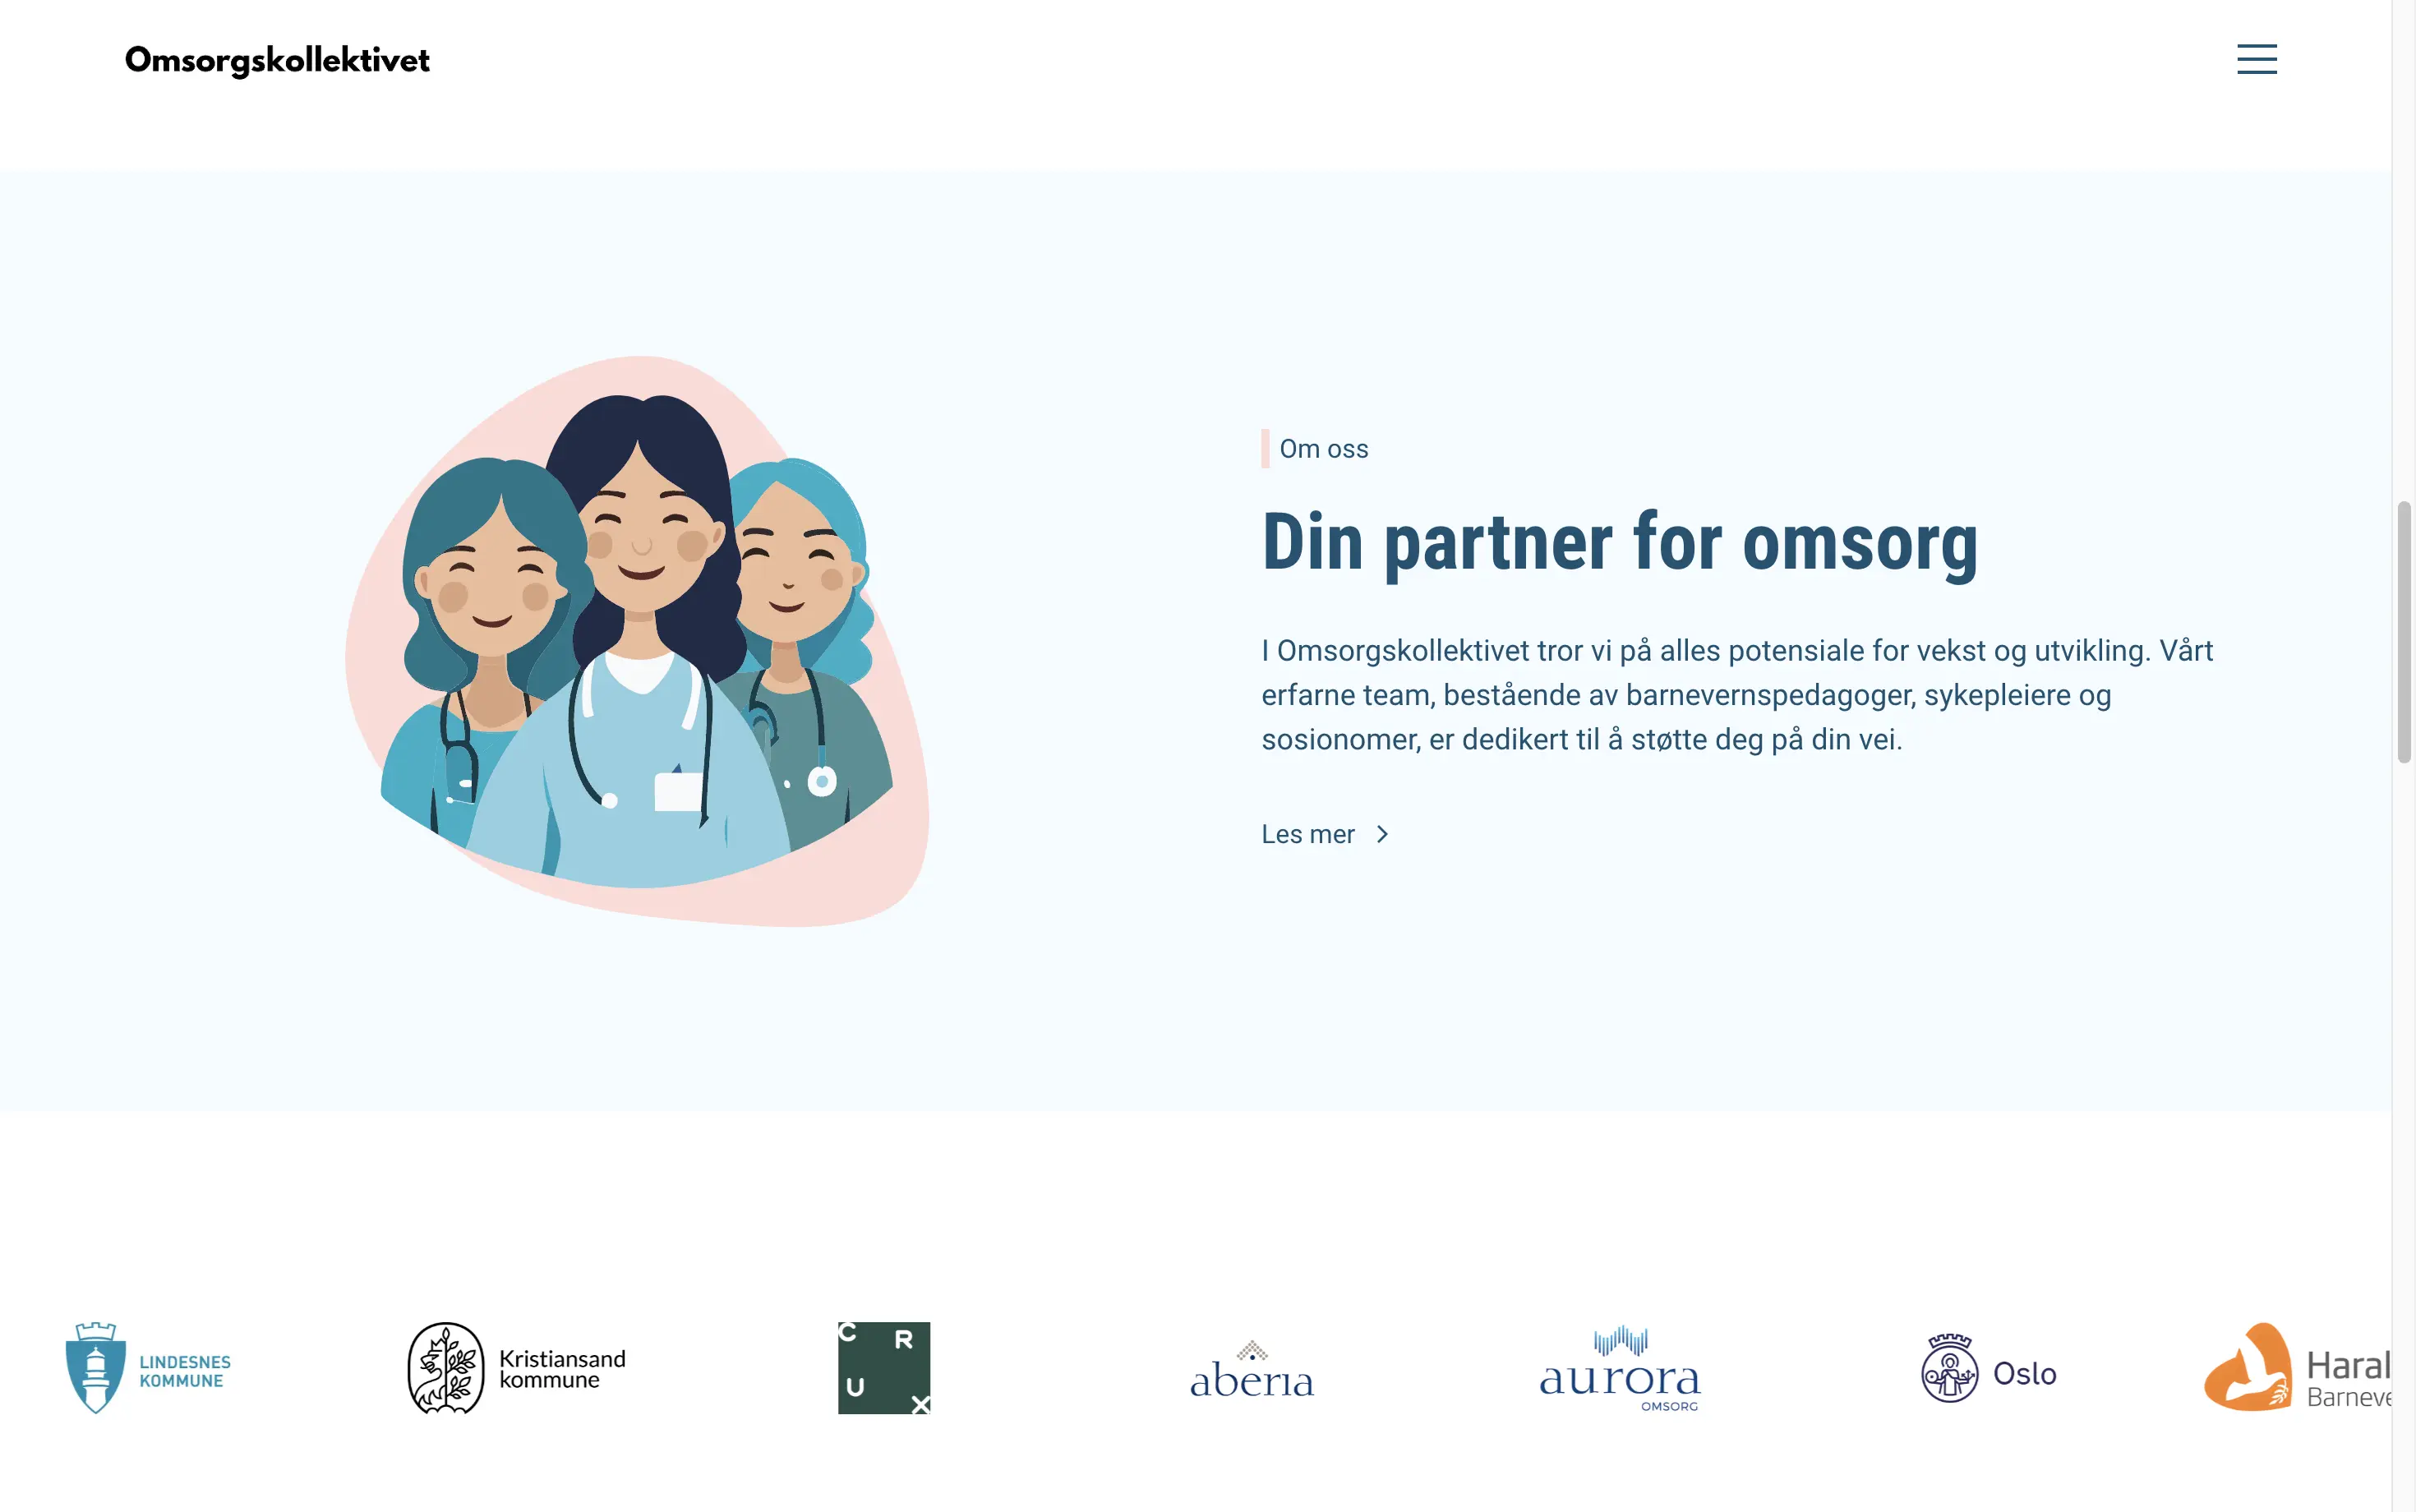 Omsorgskollektivet
Om oss
Din partner for omsorg
I Omsorgskollektivet tror vi på alles potensiale for vekst og utvikling. Vårt
erfarne team, bestående av barnevernspedagoger, sykepleiere og
sosionomer, er dedikert til å støtte deg på din vei.
Les mer
LINDESNES
KOMMUNE
Kristiansand
kommune
C R
U X
aberia
aurora
OMSORG
Oslo
Haral
Barneve